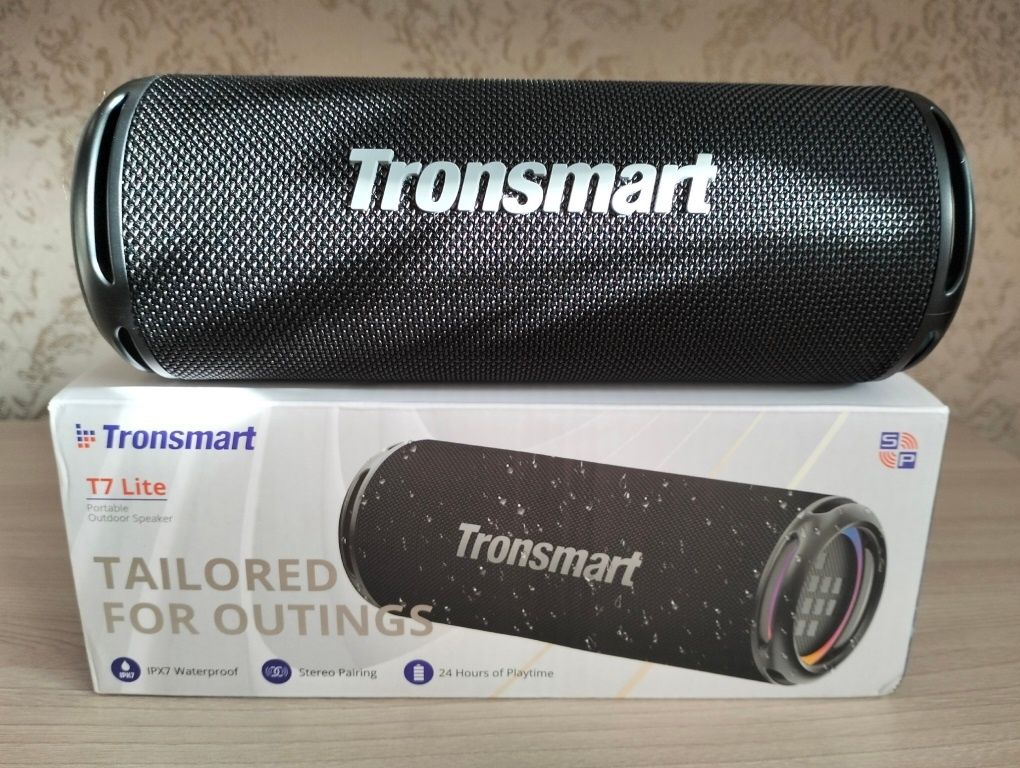 Tronsmart
Tronsmart
S
P
T7 Lite
Portable
Outdoor Speaker
Tronsmart
TAILORED
FOR OUTINGS
IPX7
IPX7 Waterproof
Stereo Pairing
24 Hours of Playtime